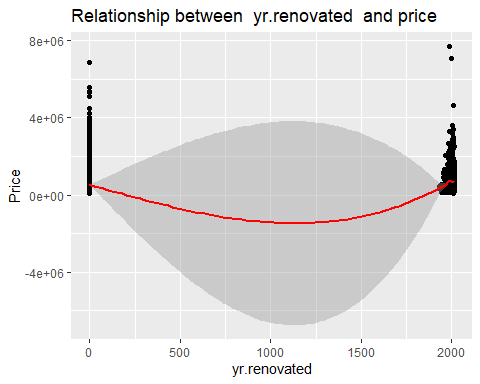 Relationship between  yr.renovated  and price
8e+06
4e+06
0e+00
-4e+06
Price
0 500 1000 1500 2000
yr.renovated